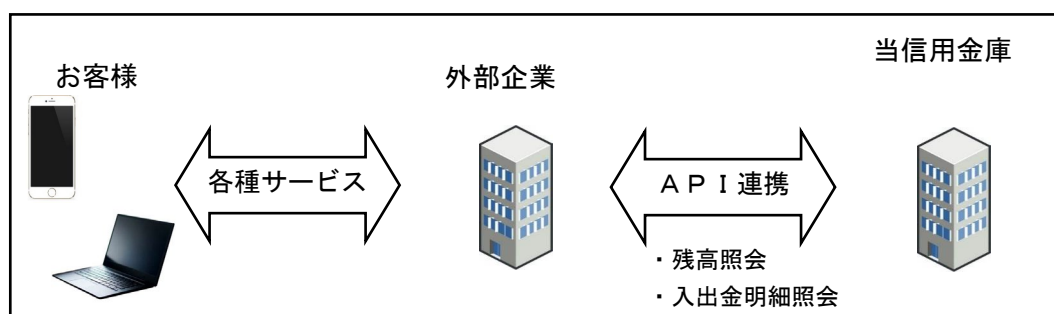 当信用金庫
お客様
外部企業
各種サービス
ＡＰＩ連携
・残高照会
・入出金明細照会